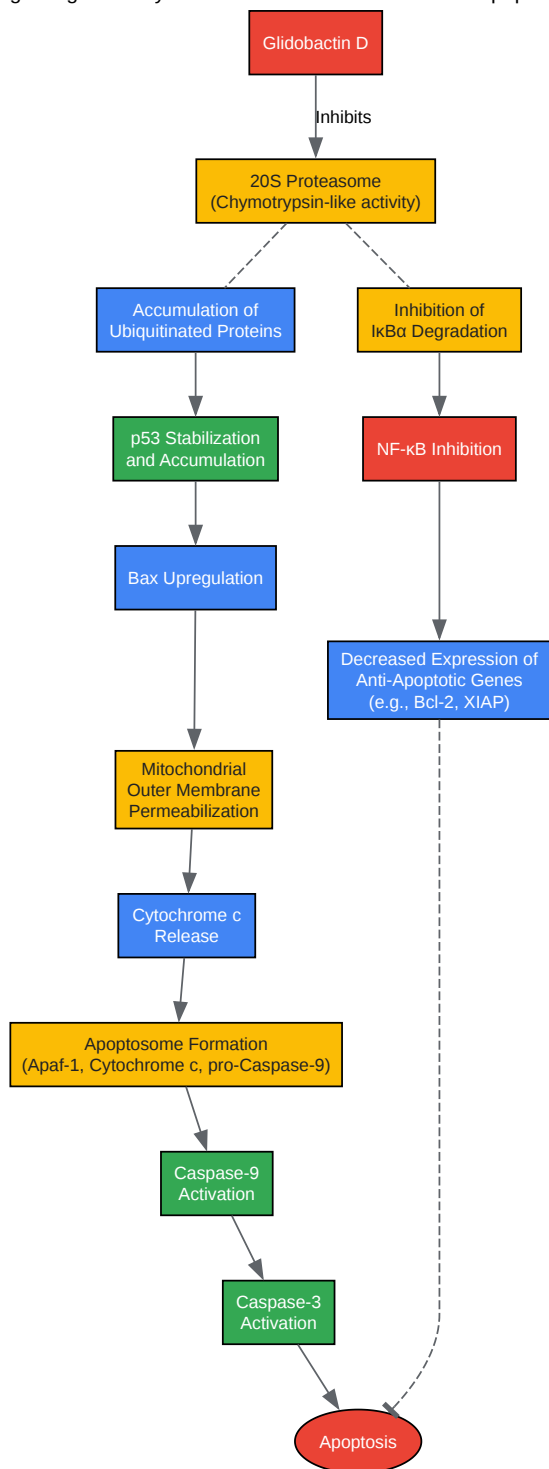 Glidobactin D
Inhibits
20S Proteasome
(Chymotrypsin-like activity)
Accumulation of
Ubiquitinated Proteins
Inhibition of
IκBα Degradation
p53 Stabilization
and Accumulation
NF-κB Inhibition
Bax Upregulation
Decreased Expression of
Anti-Apoptotic Genes
(e.g., Bcl-2, XIAP)
Mitochondrial
Outer Membrane
Permeabilization
Cytochrome c
Release
Apoptosome Formation
(Apaf-1, Cytochrome c, pro-Caspase-9)
Caspase-9
Activation
Caspase-3
Activation
Apoptosis